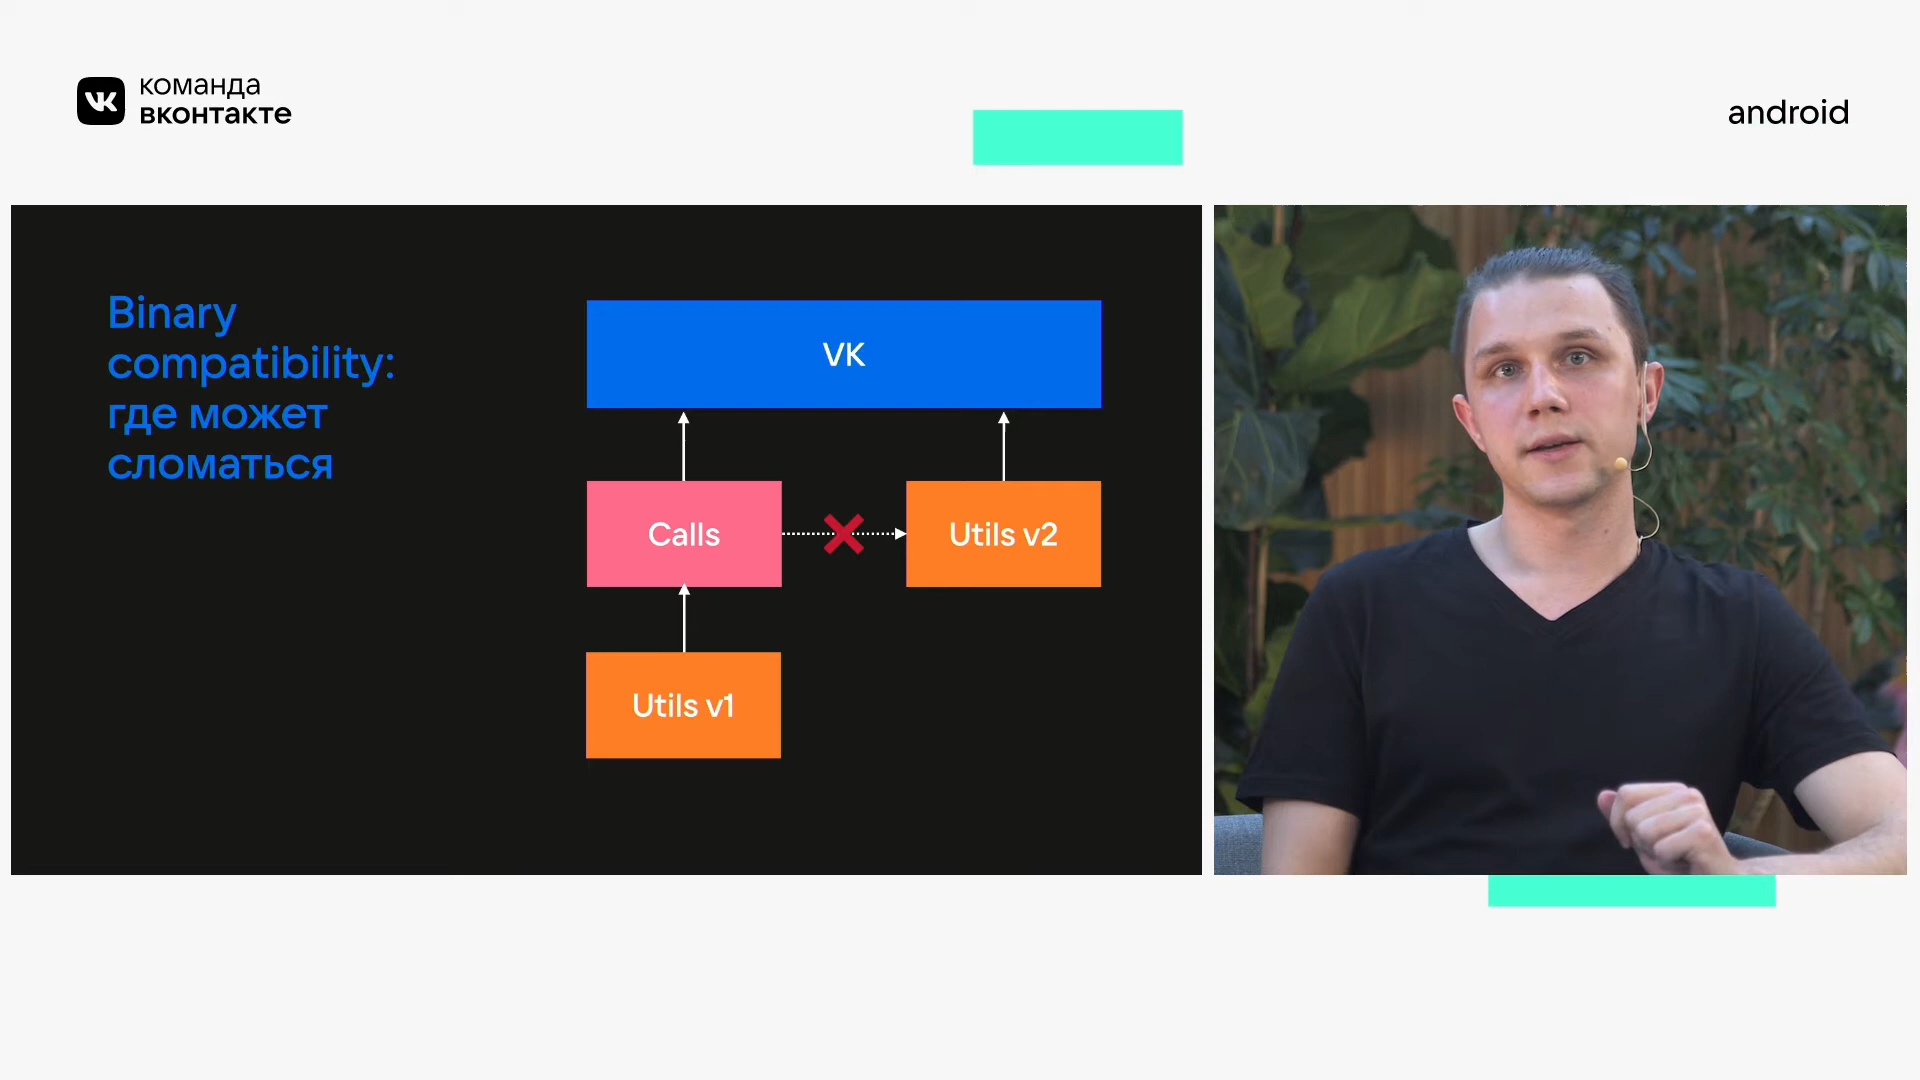 команда
вконтакте
android
Binary
compatibility:
где может
сломаться
VK
Calls
Utils v2
Utils v1